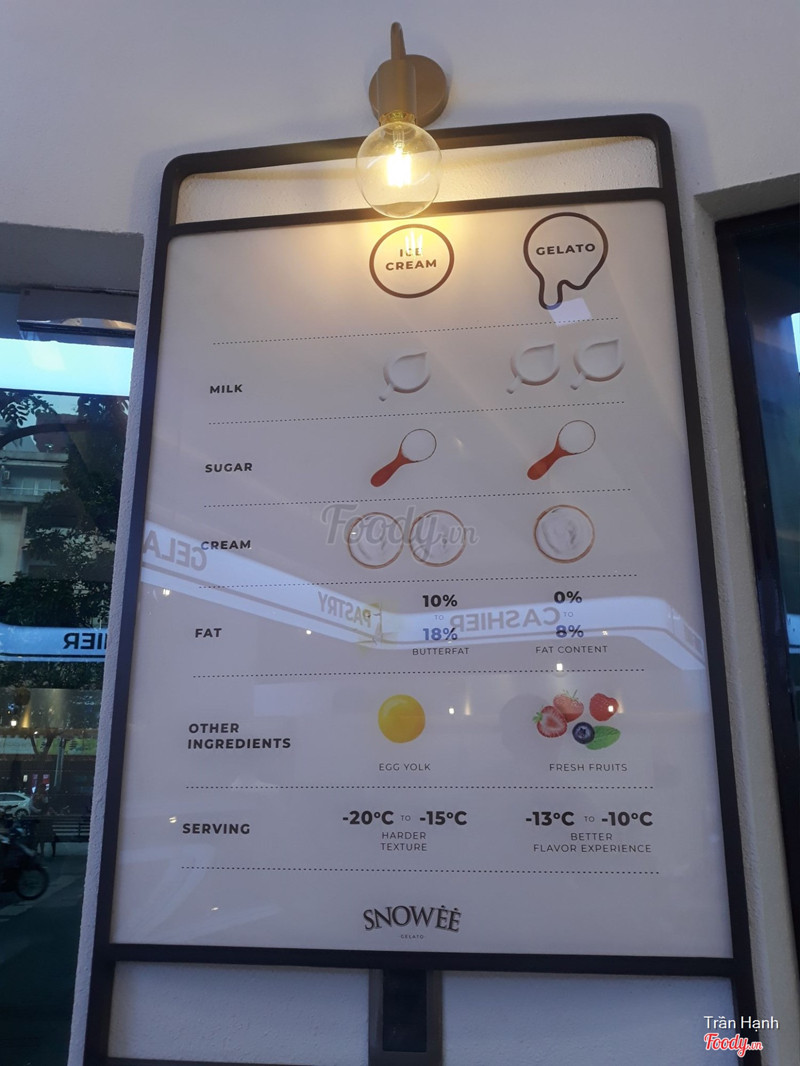 ICE
CREAM
GELATO
MILK
SUGAR
Foody.vn
CREAM
GELA
PASTRY
CASHIER
HIER
FAT
10%
TO
18%
BUTTERFAT
0%
TO
8%
FAT CONTENT
OTHER
INGREDIENTS
EGG YOLK
FRESH FRUITS
SERVING
-20°C TO -15°C
HARDER
TEXTURE
-13°C TO -10°C
BETTER
FLAVOR EXPERIENCE
SNOWÈÈ
GELATO
Trần Hạnh
Foody.vn